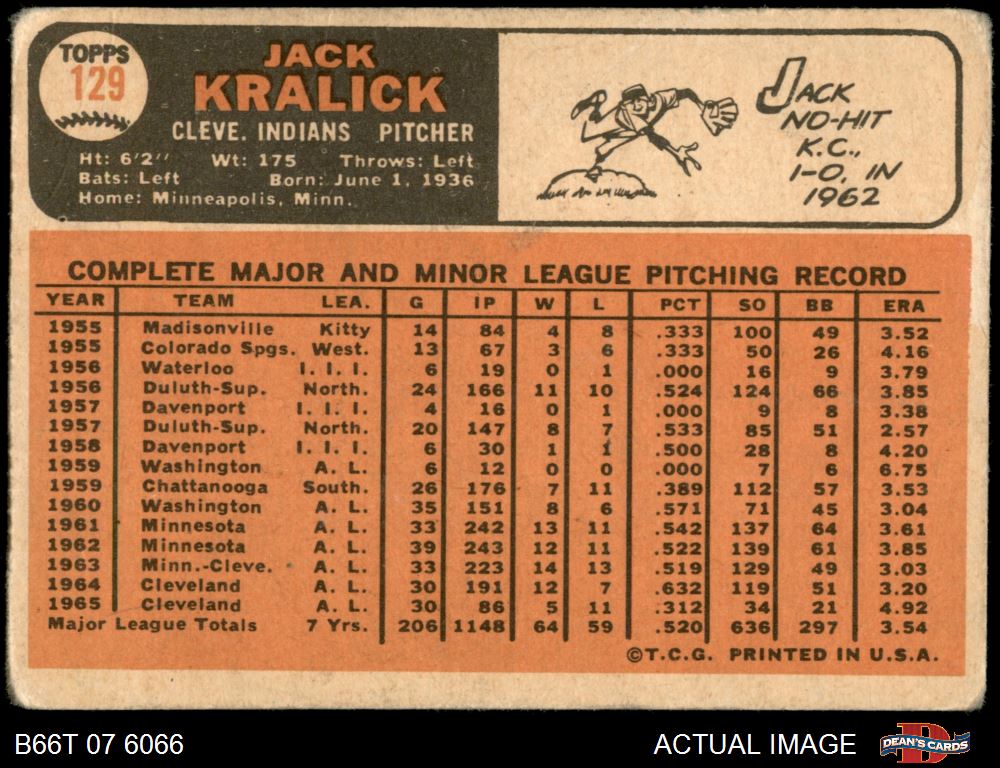 TOPPS
129
JACK
KRALICK
CLEVE. INDIANS PITCHER
Ht: 6'2" Wt: 175 Throws: Left
Bats: Left Born: June 1, 1936
Home: Minneapolis, Minn.
JACK
NO-HIT
K.C.,
1-0, IN
1962
COMPLETE MAJOR AND MINOR LEAGUE PITCHING RECORD
YEAR TEAM LEA. G IP W L PCT SO BB ERA
1955 Madisonville Kitty 14 84 4 8 .333 100 49 3.52
1955 Colorado Spgs. West. 13 67 3 6 .333 50 26 4.16
1956 Waterloo I. I. I. 6 19 0 1 .000 16 9 3.79
1956 Duluth-Sup. North. 24 166 11 10 .524 124 66 3.85
1957 Davenport I. I. I. 4 16 0 1 .000 9 8 3.38
1957 Duluth-Sup. North. 20 147 8 7 .533 85 51 2.57
1958 Davenport I. I. I. 6 30 1 1 .500 28 8 4.20
1959 Washington A. L. 6 12 0 0 .000 7 6 6.75
1959 Chattanooga South. 26 176 7 11 .389 112 57 3.53
1960 Washington A. L. 35 151 8 6 .571 71 45 3.04
1961 Minnesota A. L. 33 242 13 11 .542 137 64 3.61
1962 Minnesota A. L. 39 243 12 11 .522 139 61 3.85
1963 Minn.-Cleve. A. L. 33 223 14 13 .519 129 49 3.03
1964 Cleveland A. L. 30 191 12 7 .632 119 51 3.20
1965 Cleveland A. L. 30 86 5 11 .312 34 21 4.92
Major League Totals 7 Yrs. 206 1148 64 59 .520 636 297 3.54
©T.C.G. PRINTED IN U.S.A.
B66T 07 6066 ACTUAL IMAGE DEAN'S CARDS